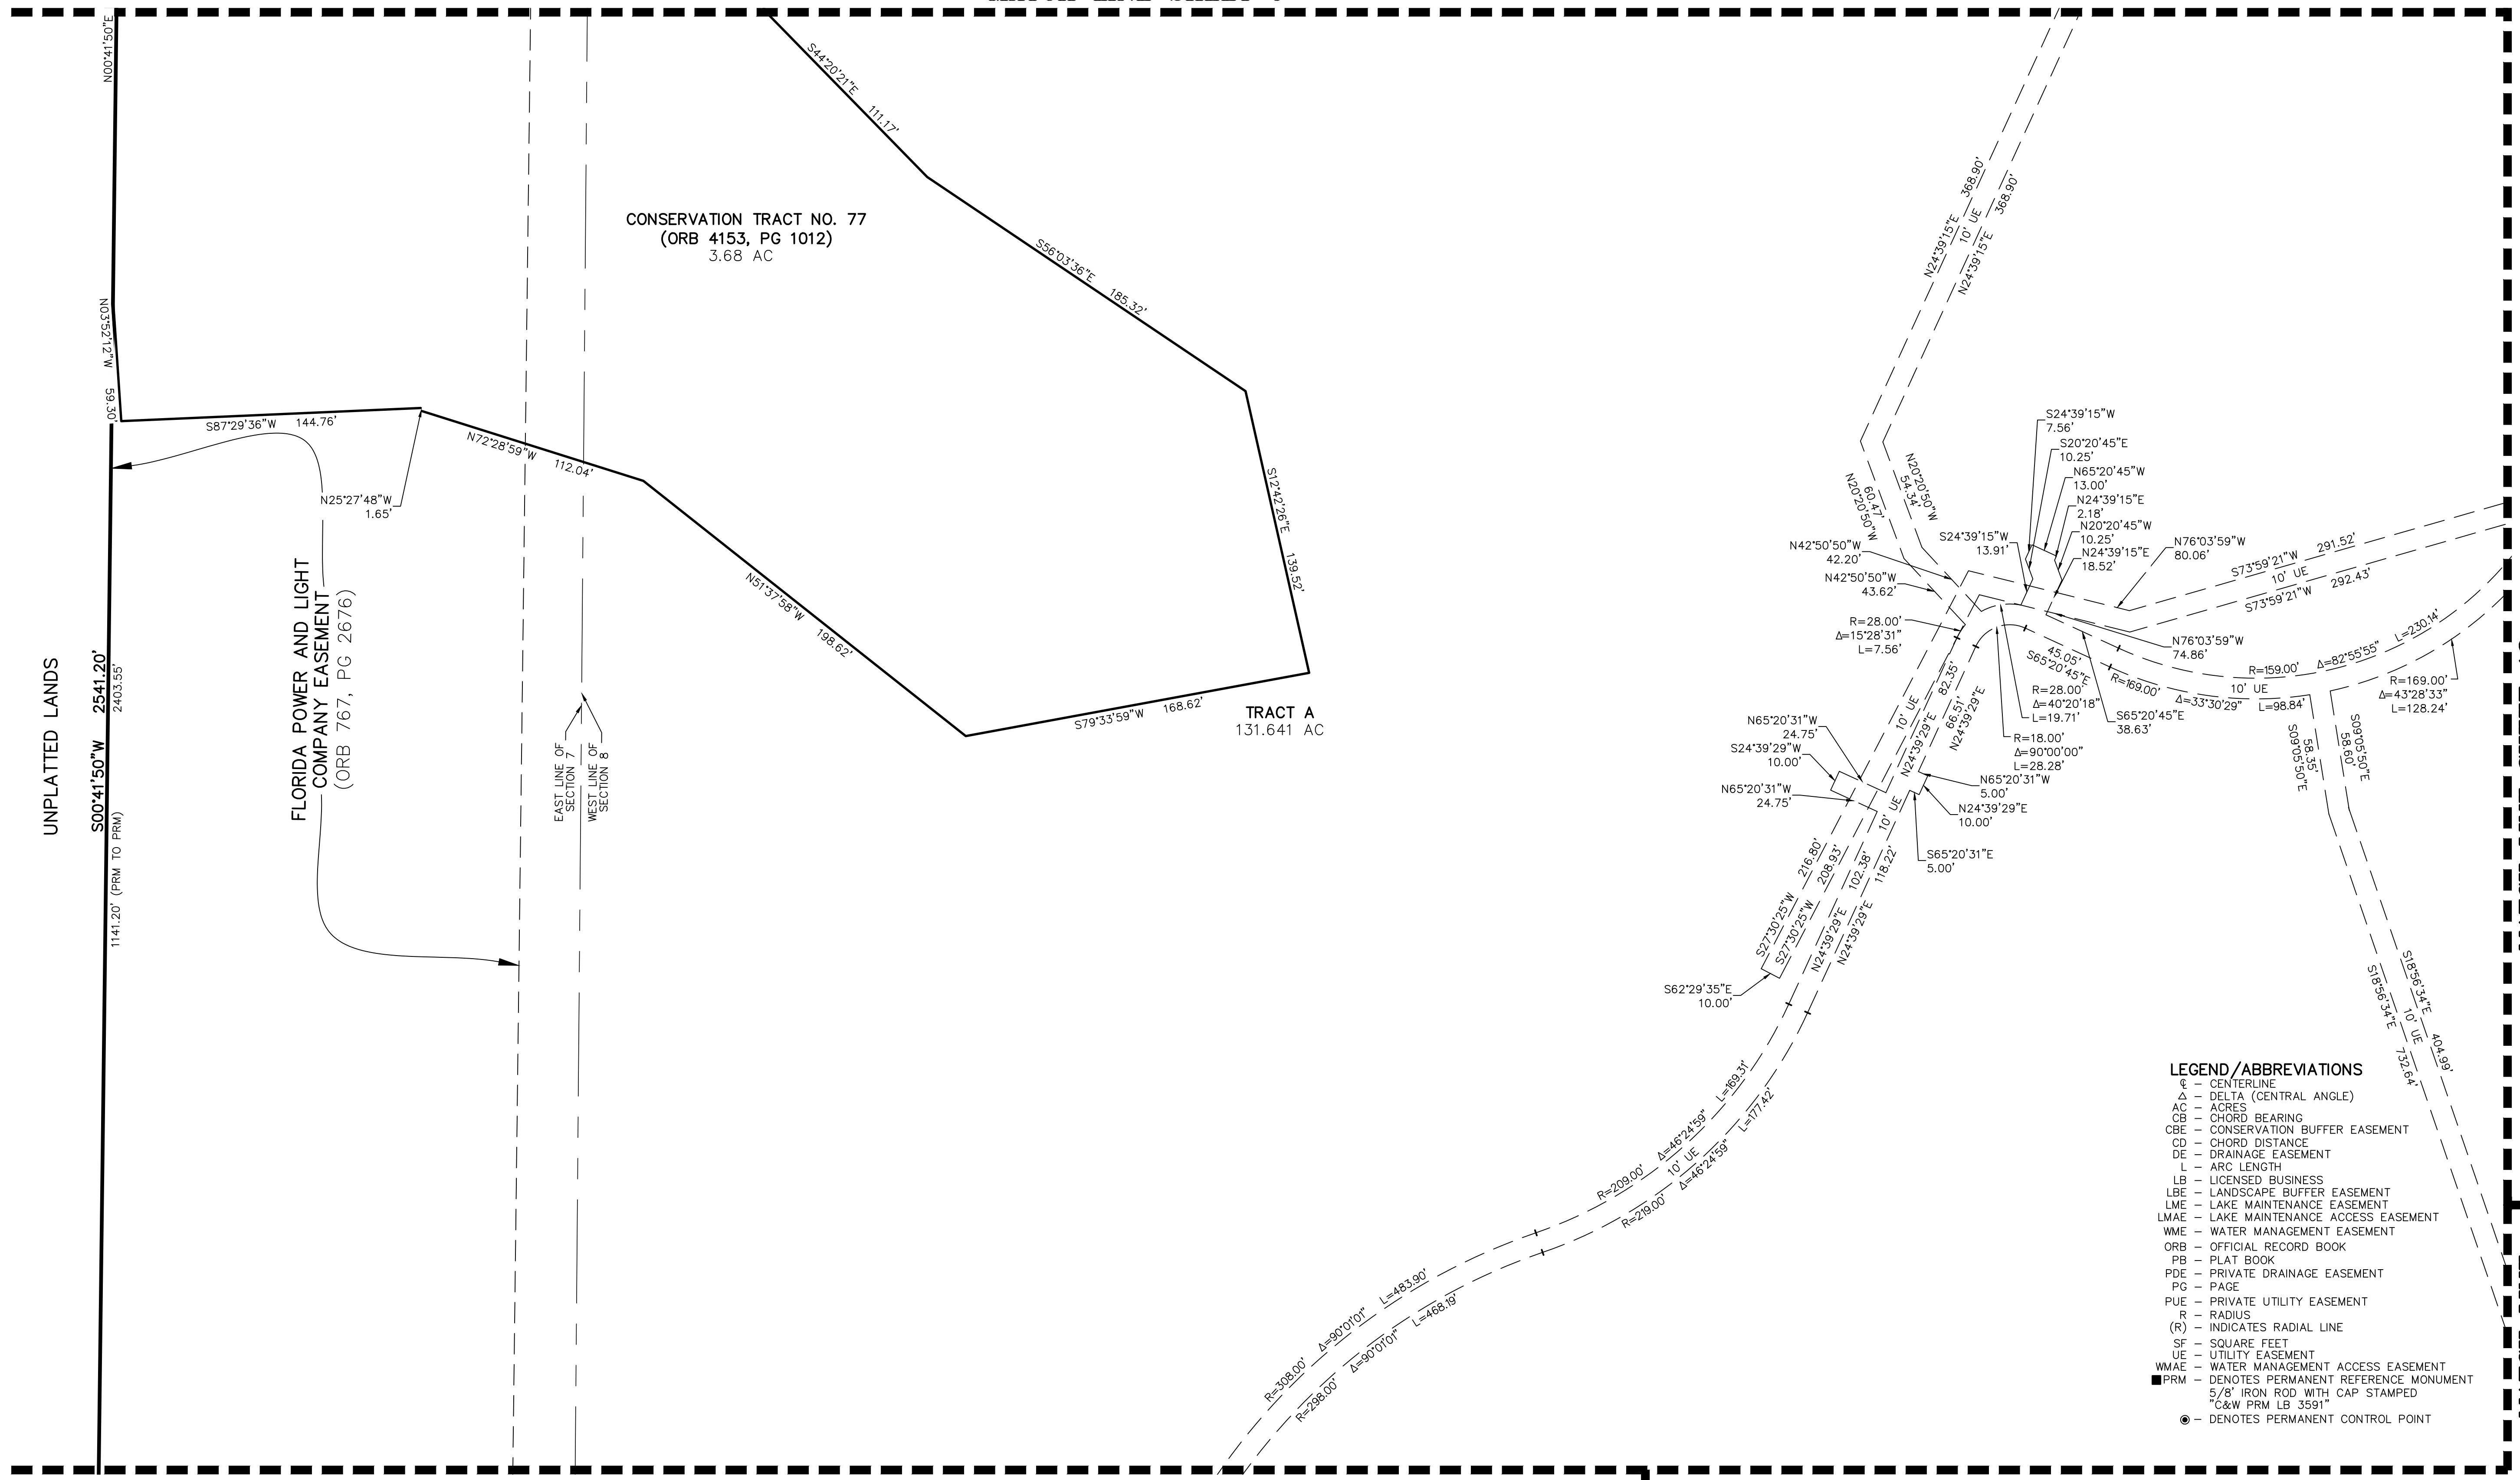 N00°41'50"E
S44°20'21"E 111.17'
CONSERVATION TRACT NO. 77
(ORB 4153, PG 1012)
3.68 AC
S56°03'36"E 185.32'
N03°52'12"W 59.30'
S87°29'36"W 144.76'
N72°28'59"W 112.04'
N25°27'48"W
1.65'
S12°42'26"E 139.52'
N51°37'58"W 198.62'
S79°33'59"W 168.62'
TRACT A
131.641 AC
FLORIDA POWER AND LIGHT
COMPANY EASEMENT
(ORB 767, PG 2676)
UNPLATTED LANDS
S00°41'50"W 2541.20'
2403.55'
1141.20' (PRM TO PRM)
EAST LINE OF
SECTION 7
WEST LINE OF
SECTION 8
N24°39'15"E 368.90'
10' UE
N24°39'15"E 368.90'
N20°20'50"W
54.34'
60.47'
N20°20'50"W
N42°50'50"W
42.20'
N42°50'50"W
43.62'
R=28.00'
Δ=15°28'31"
L=7.56'
S24°39'15"W
13.91'
S24°39'15"W
7.56'
S20°20'45"E
10.25'
N65°20'45"W
13.00'
N24°39'15"E
2.18'
N20°20'45"W
10.25'
N24°39'15"E
18.52'
N76°03'59"W
80.06'
S73°59'21"W 291.52'
10' UE
S73°59'21"W 292.43'
N76°03'59"W
74.86'
45.05'
S65°20'45"E
R=159.00' Δ=82°55'55" L=230.14'
10' UE
R=169.00' Δ=33°30'29" L=98.84'
R=169.00'
Δ=43°28'33"
L=128.24'
R=28.00'
Δ=40°20'18"
L=19.71'
S65°20'45"E
38.63'
R=18.00'
Δ=90°00'00"
L=28.28'
10' UE
82.35'
N24°39'29"E
66.51'
N24°39'29"E
N65°20'31"W
24.75'
S24°39'29"W
10.00'
N65°20'31"W
24.75'
N65°20'31"W
5.00'
N24°39'29"E
10.00'
S65°20'31"E
5.00'
10' UE
S27°30'25"W 216.80'
S27°30'25"W 208.93'
N24°39'29"E 102.38'
N24°39'29"E 118.22'
S62°29'35"E
10.00'
S09°05'50"E
58.60'
58.35'
S09°05'50"E
S18°56'34"E 404.99'
10' UE
S18°56'34"E 732.64'
R=209.00' Δ=46°24'59" L=169.31'
10' UE
R=219.00' Δ=46°24'59" L=177.42'
R=308.00' Δ=90°01'01" L=483.90'
R=298.00' Δ=90°01'01" L=468.19'
LEGEND/ABBREVIATIONS
℄ – CENTERLINE
Δ – DELTA (CENTRAL ANGLE)
AC – ACRES
CB – CHORD BEARING
CBE – CONSERVATION BUFFER EASEMENT
CD – CHORD DISTANCE
DE – DRAINAGE EASEMENT
L – ARC LENGTH
LB – LICENSED BUSINESS
LBE – LANDSCAPE BUFFER EASEMENT
LME – LAKE MAINTENANCE EASEMENT
LMAE – LAKE MAINTENANCE ACCESS EASEMENT
WME – WATER MANAGEMENT EASEMENT
ORB – OFFICIAL RECORD BOOK
PB – PLAT BOOK
PDE – PRIVATE DRAINAGE EASEMENT
PG – PAGE
PUE – PRIVATE UTILITY EASEMENT
R – RADIUS
(R) – INDICATES RADIAL LINE
SF – SQUARE FEET
UE – UTILITY EASEMENT
WMAE – WATER MANAGEMENT ACCESS EASEMENT
■PRM – DENOTES PERMANENT REFERENCE MONUMENT
5/8' IRON ROD WITH CAP STAMPED
"C&W PRM LB 3591"
◉ – DENOTES PERMANENT CONTROL POINT